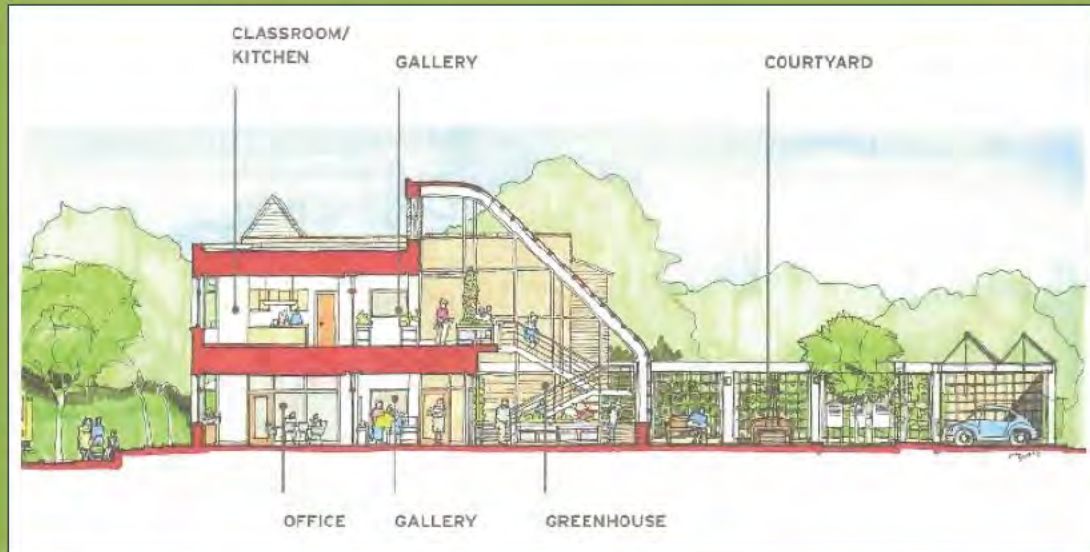 CLASSROOM/
KITCHEN
GALLERY
COURTYARD
OFFICE
GALLERY
GREENHOUSE